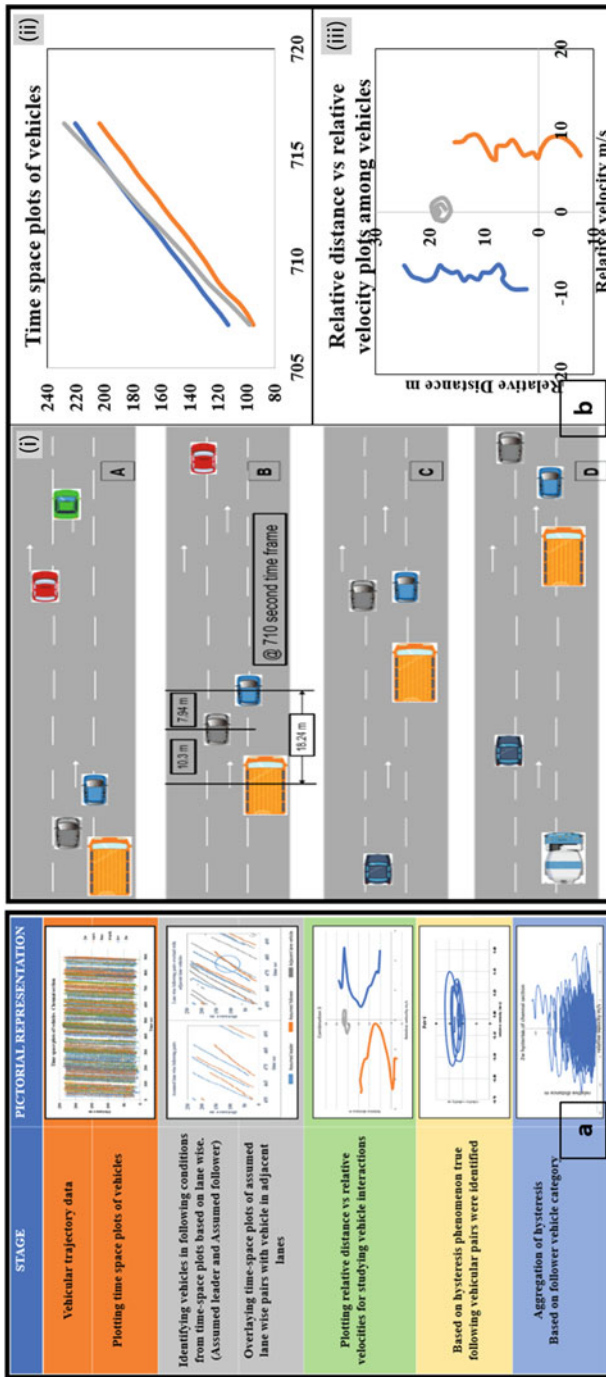 STAGE
PICTORIAL REPRESENTATION
Vehicular trajectory data
Plotting time space plots of vehicles
Identifying vehicles in following conditions
from time-space plots based on lane wise.
(Assumed leader and Assumed follower)
Overlaying time-space plots of assumed
lane wise pairs with vehicle in adjacent
lanes
Plotting relative distance vs relative
velocities for studying vehicle interactions
Based on hysteresis phenomenon true
following vehicular pairs were identified
Aggregation of hysteresis
Based on follower vehicle category
a
(i)
A
B
10.3 m
7.94 m
18.24 m
@ 710 second time frame
C
D
(ii)
Time space plots of vehicles
240
220
200
180
160
140
120
100
80
705
710
715
720
(iii)
Relative distance vs relative
velocity plots among vehicles
30
20
10
0
-10
-20
-10
0
10
20
Relative Distance m
Relative velocity m/s
b